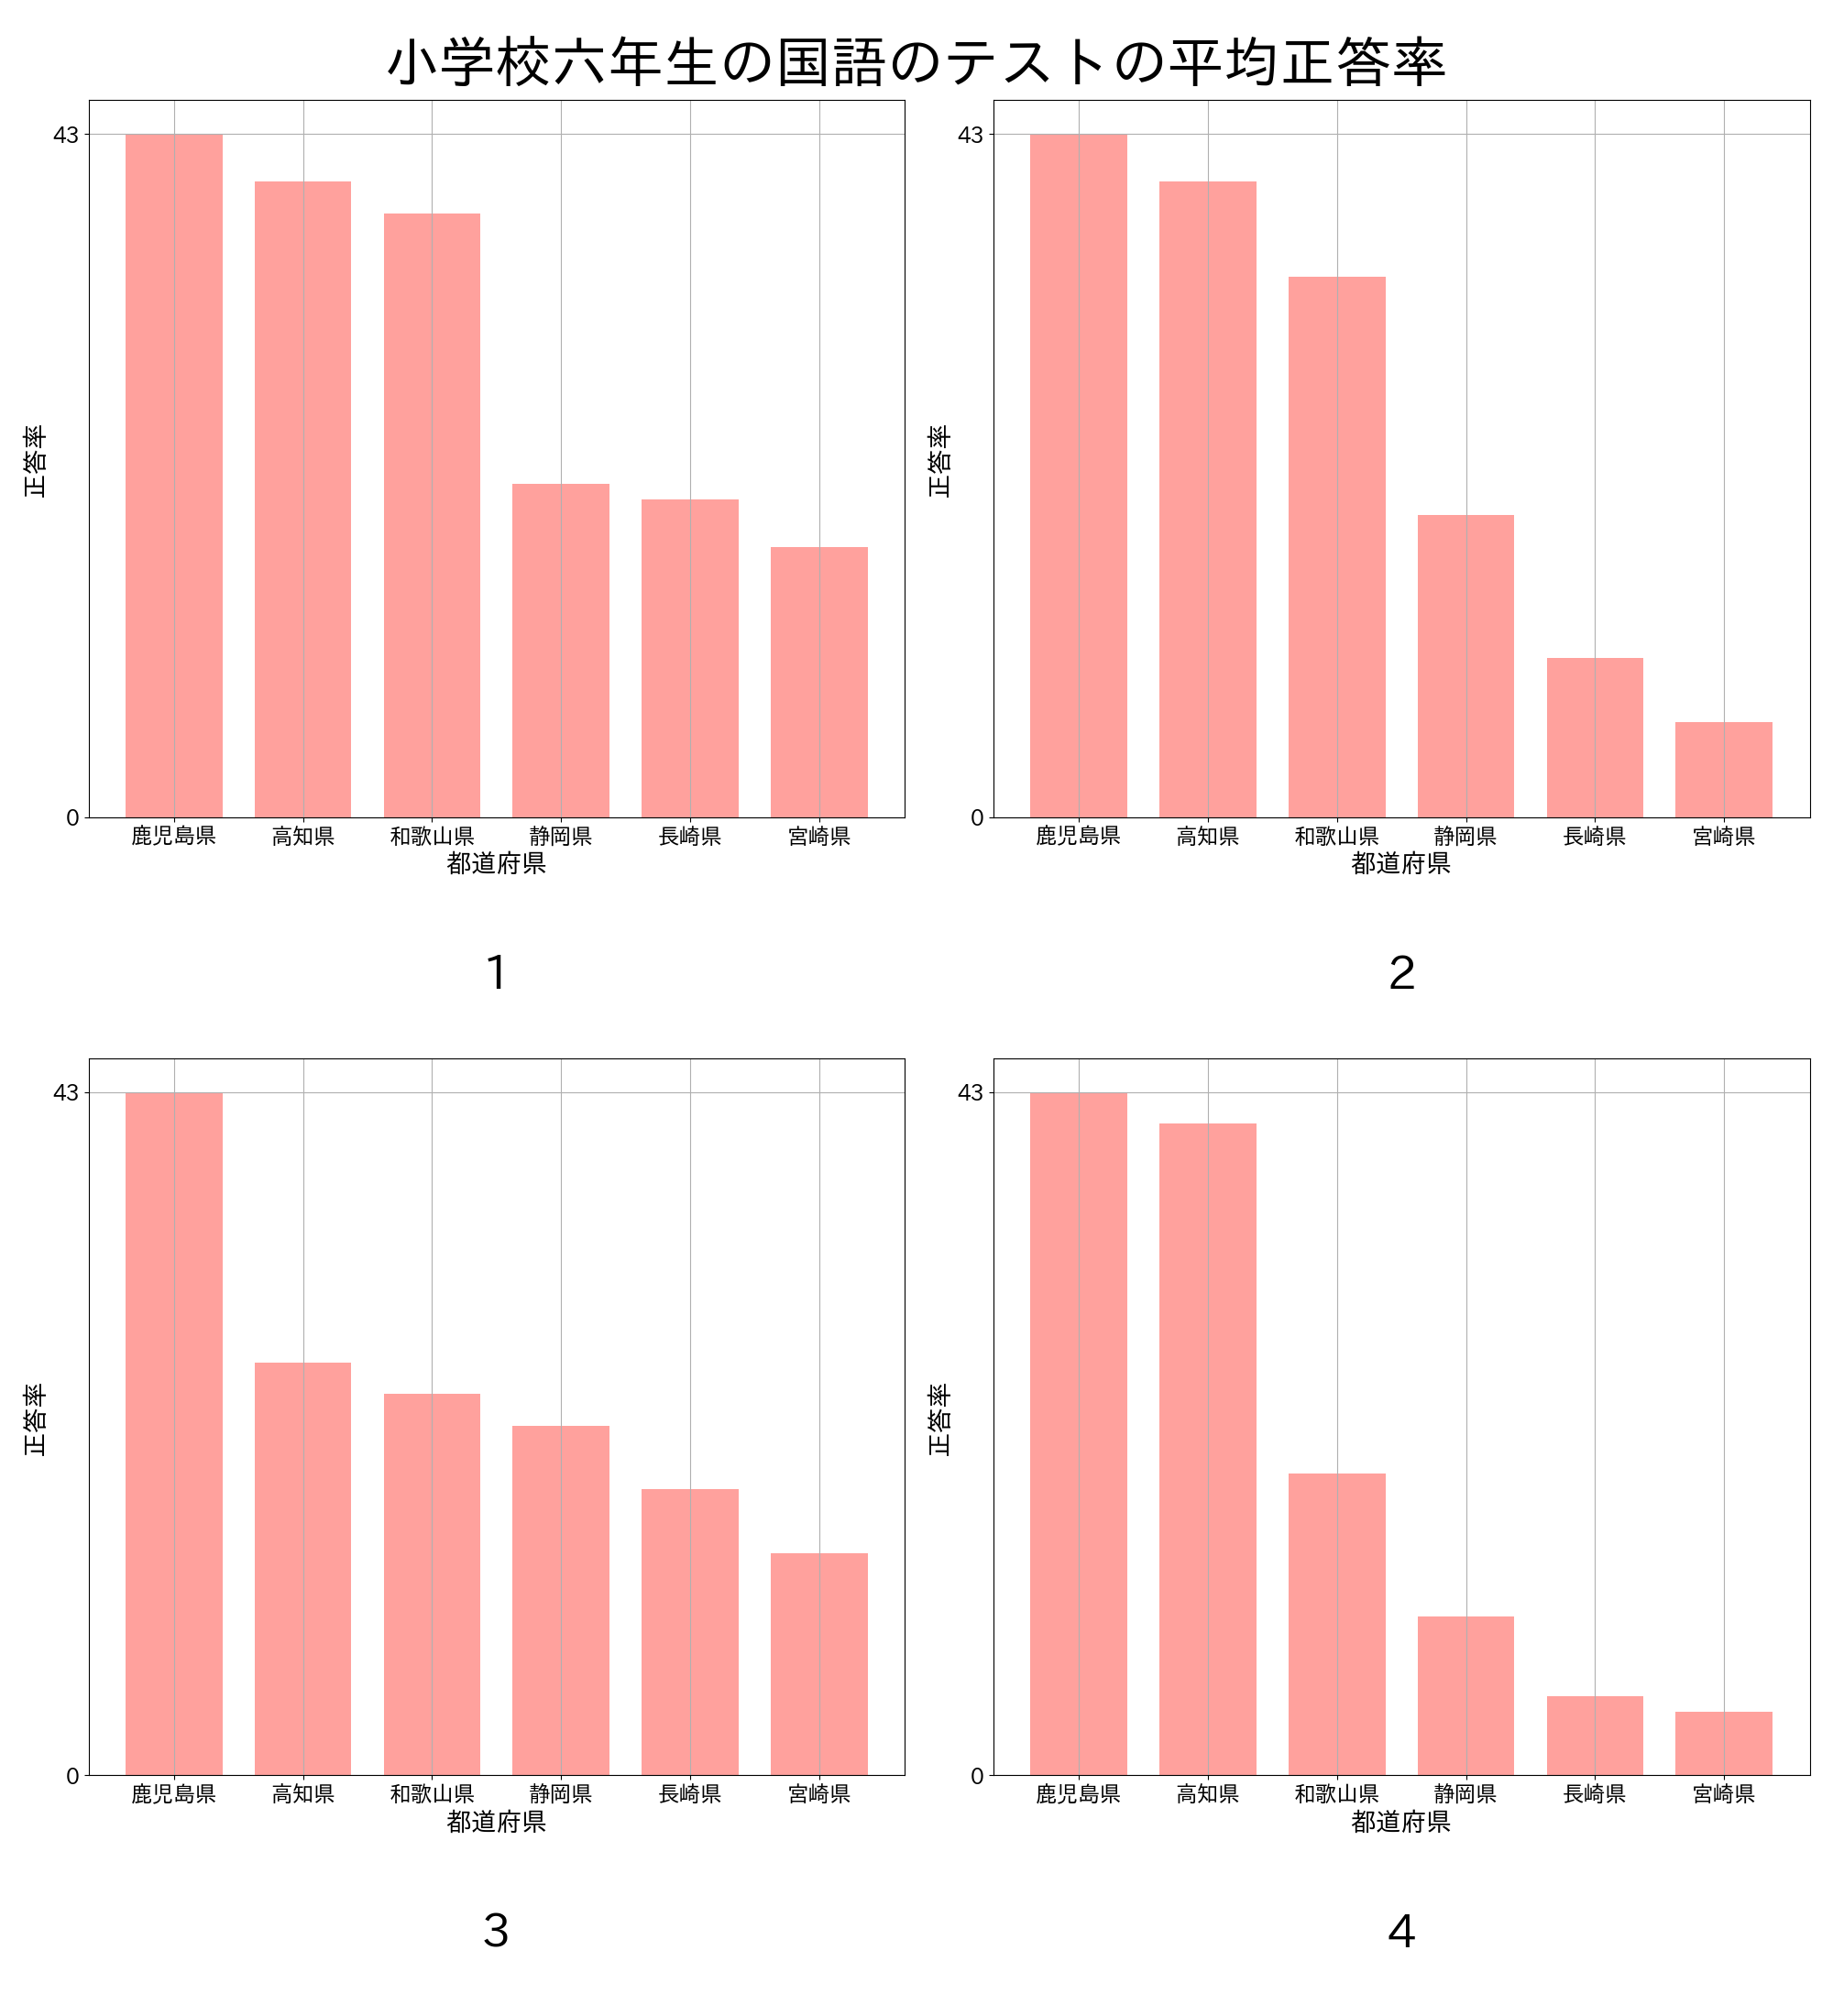 小学校六年生の国語のテストの平均正答率
43
0
正答率
鹿児島県 高知県 和歌山県 静岡県 長崎県 宮崎県
都道府県
1
43
0
正答率
鹿児島県 高知県 和歌山県 静岡県 長崎県 宮崎県
都道府県
2
43
0
正答率
鹿児島県 高知県 和歌山県 静岡県 長崎県 宮崎県
都道府県
3
43
0
正答率
鹿児島県 高知県 和歌山県 静岡県 長崎県 宮崎県
都道府県
4